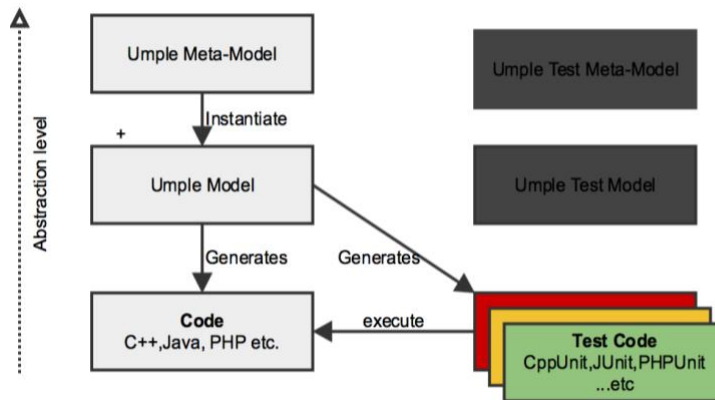 Umple Meta-Model
Umple Test Meta-Model
Instantiate
+
Umple Model
Umple Test Model
Abstraction level
Generates
Generates
Code
C++,Java, PHP etc.
execute
Test Code
CppUnit,JUnit,PHPUnit
...etc